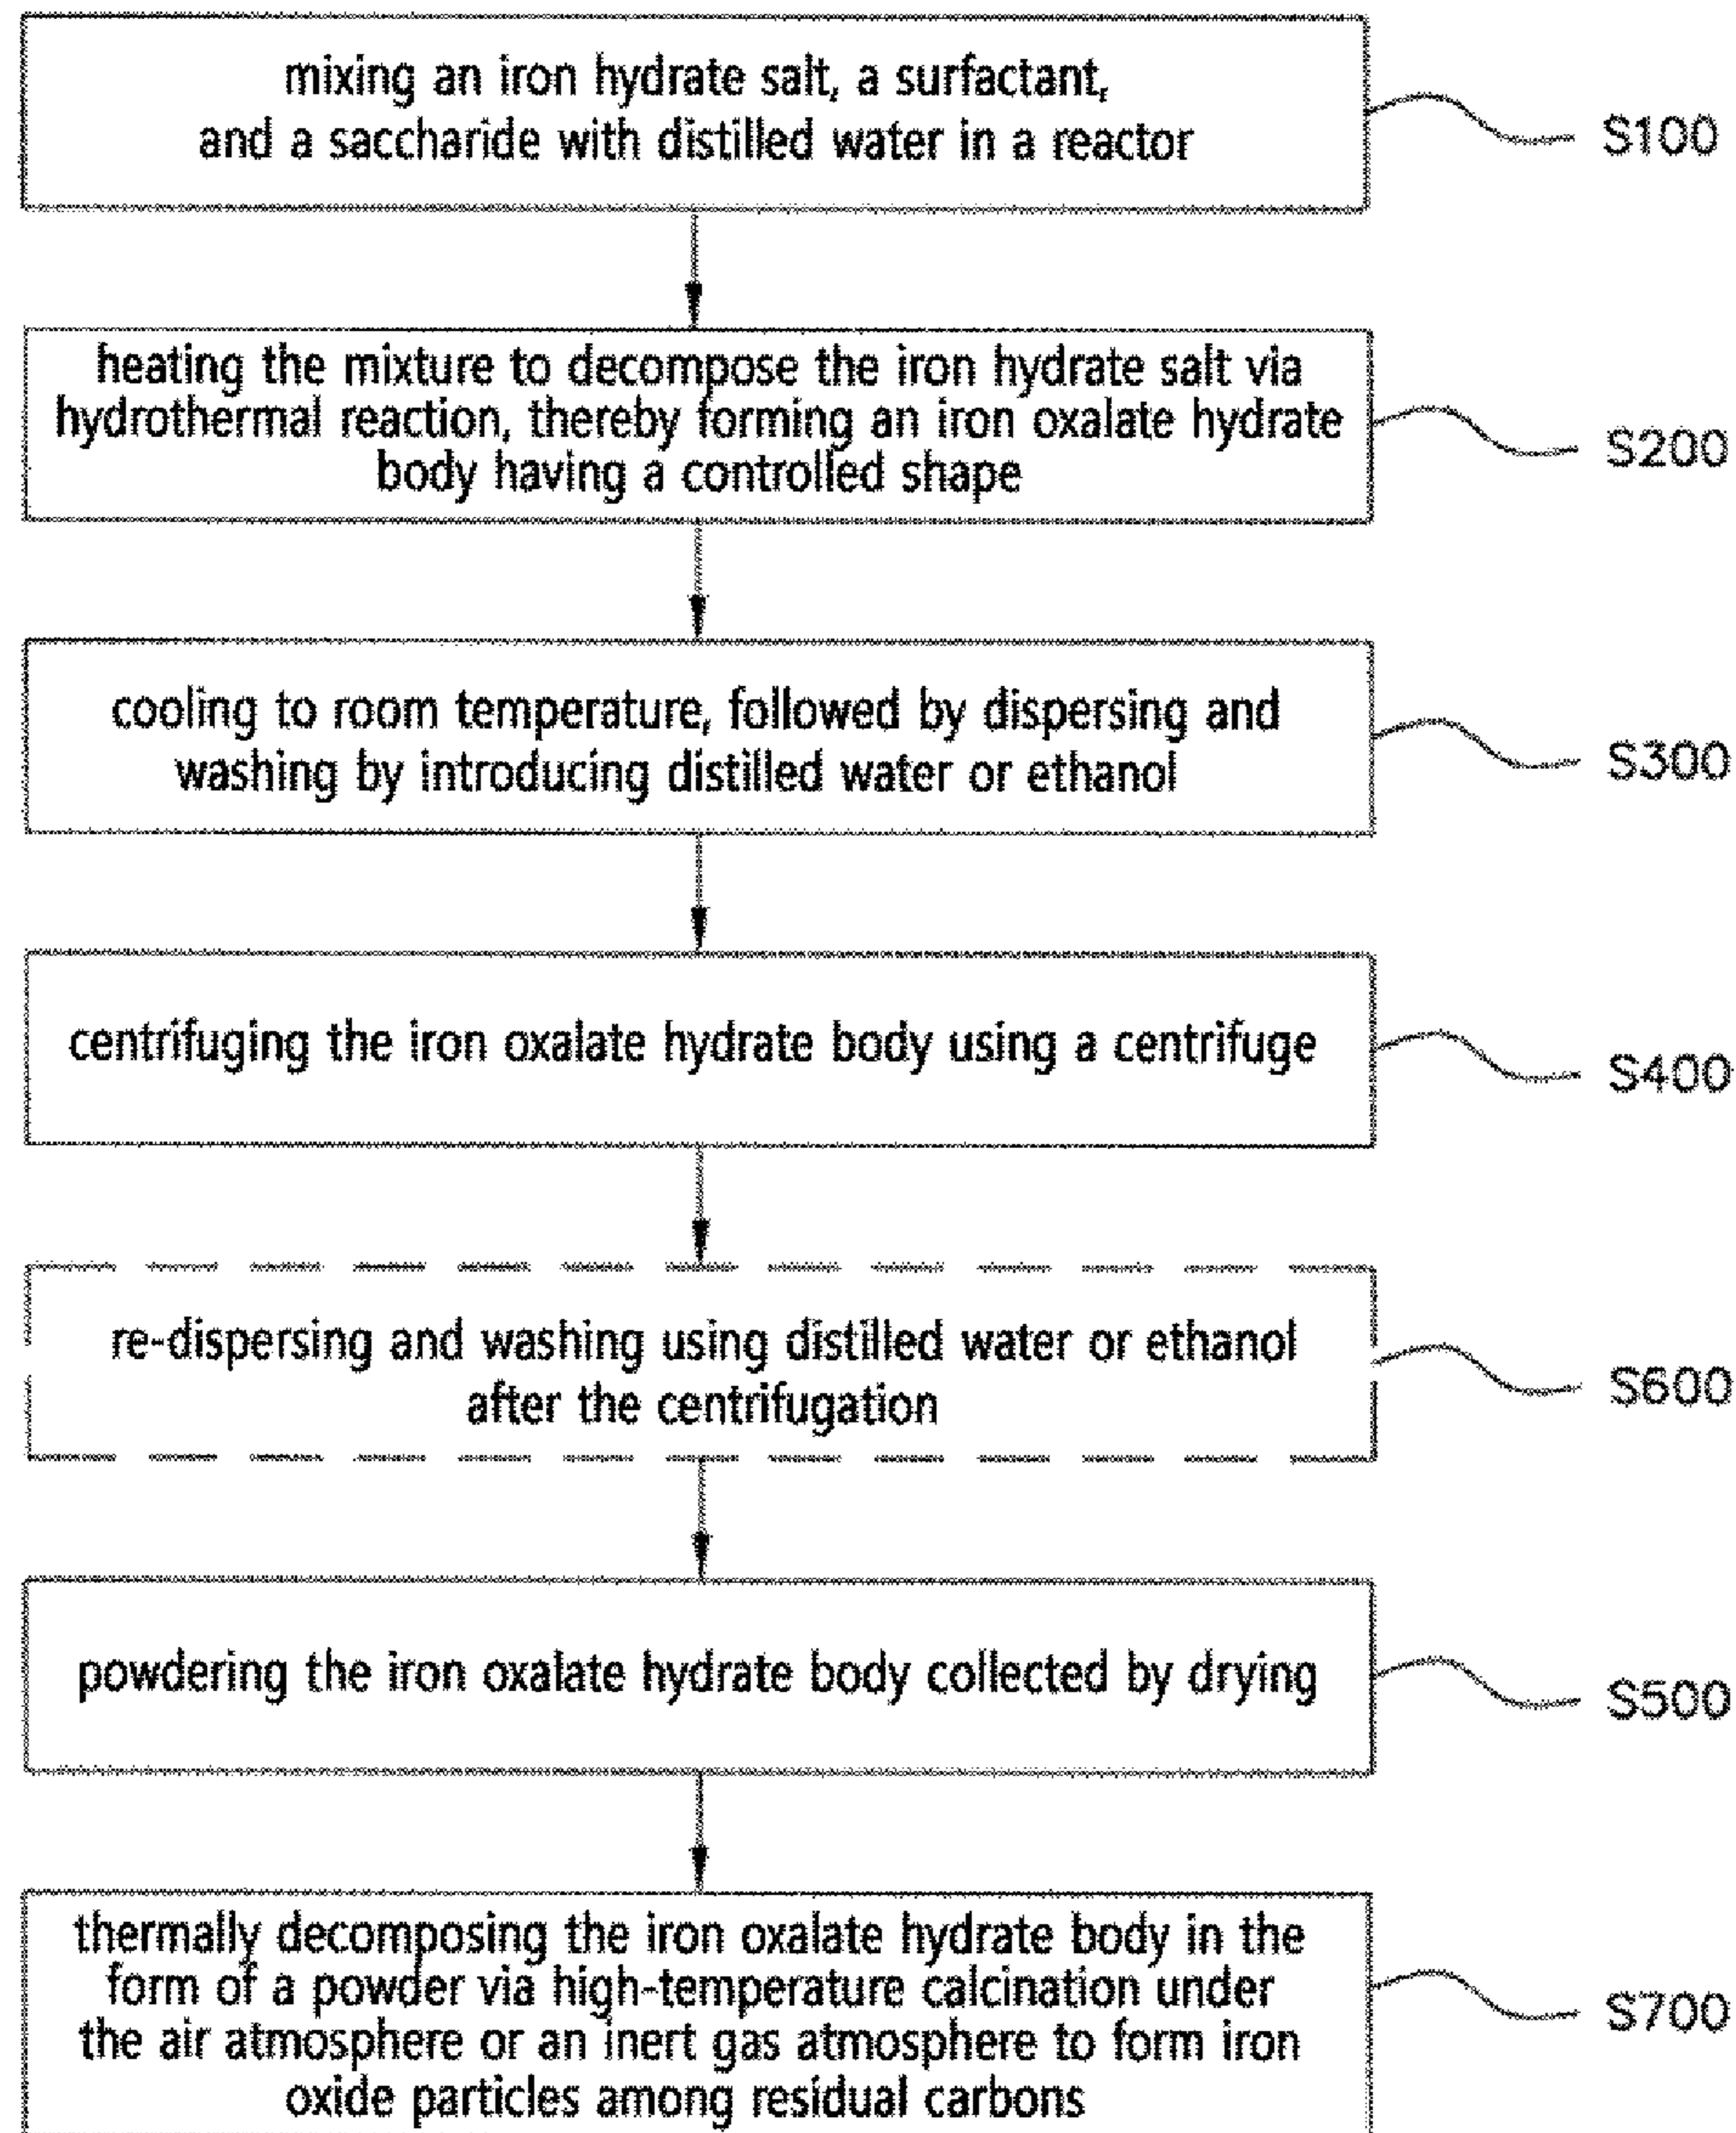 mixing an iron hydrate salt, a surfactant,
and a saccharide with distilled water in a reactor
S100
heating the mixture to decompose the iron hydrate salt via
hydrothermal reaction, thereby forming an iron oxalate hydrate
body having a controlled shape
S200
cooling to room temperature, followed by dispersing and
washing by introducing distilled water or ethanol
S300
centrifuging the iron oxalate hydrate body using a centrifuge
S400
re-dispersing and washing using distilled water or ethanol
after the centrifugation
S600
powdering the iron oxalate hydrate body collected by drying
S500
thermally decomposing the iron oxalate hydrate body in the
form of a powder via high-temperature calcination under
the air atmosphere or an inert gas atmosphere to form iron
oxide particles among residual carbons
S700